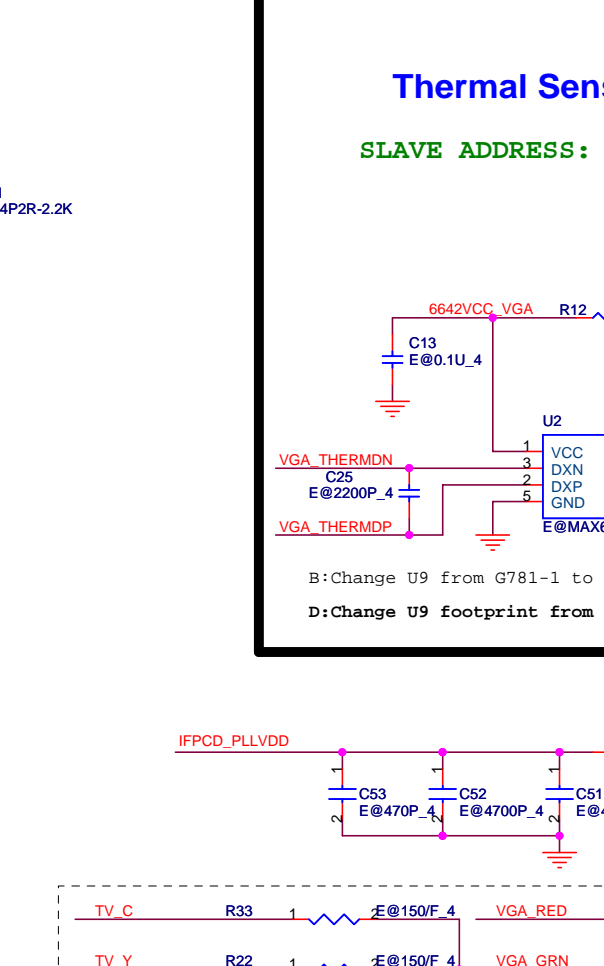 Thermal Sens
SLAVE ADDRESS:
4P2R-2.2K
6642VCC_VGA
R12
C13
E@0.1U_4
U2
1
VCC
VGA_THERMDN
3
DXN
C25
2
DXP
E@2200P_4
5
GND
VGA_THERMDP
E@MAX6
B:Change U9 from G781-1 to
D:Change U9 footprint from
IFPCD_PLLVDD
1
1
1
C53
C52
C51
E@470P_4
E@4700P_4
E@4
2
2
2
TV_C
R33
1
2
E@150/F_4
VGA_RED
TV_Y
R22
1
2
E@150/F_4
VGA_GRN